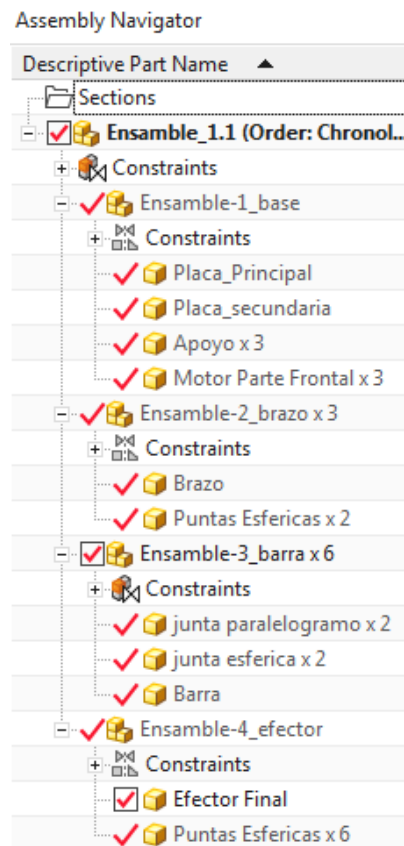 Assembly Navigator
Descriptive Part Name
Sections
Ensamble_1.1 (Order: Chronol...
Constraints
Ensamble-1_base
Constraints
Placa_Principal
Placa_secundaria
Apoyo x 3
Motor Parte Frontal x 3
Ensamble-2_brazo x 3
Constraints
Brazo
Puntas Esfericas x 2
Ensamble-3_barra x 6
Constraints
junta paralelogramo x 2
junta esferica x 2
Barra
Ensamble-4_efector
Constraints
Efector Final
Puntas Esfericas x 6